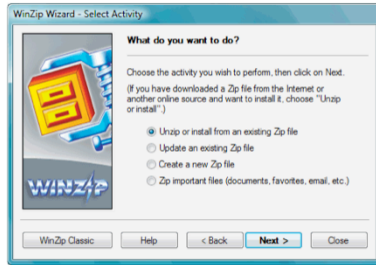 WinZip Wizard - Select Activity
What do you want to do?
Choose the activity you wish to perform, then click on Next.
(If you have downloaded a Zip file from the Internet or
another online source and want to install it, choose "Unzip
or install".)
Unzip or install from an existing Zip file
Update an existing Zip file
Create a new Zip file
Zip important files (documents, favorites, email, etc.)
WINZIP
WinZip Classic
Help
< Back
Next >
Close